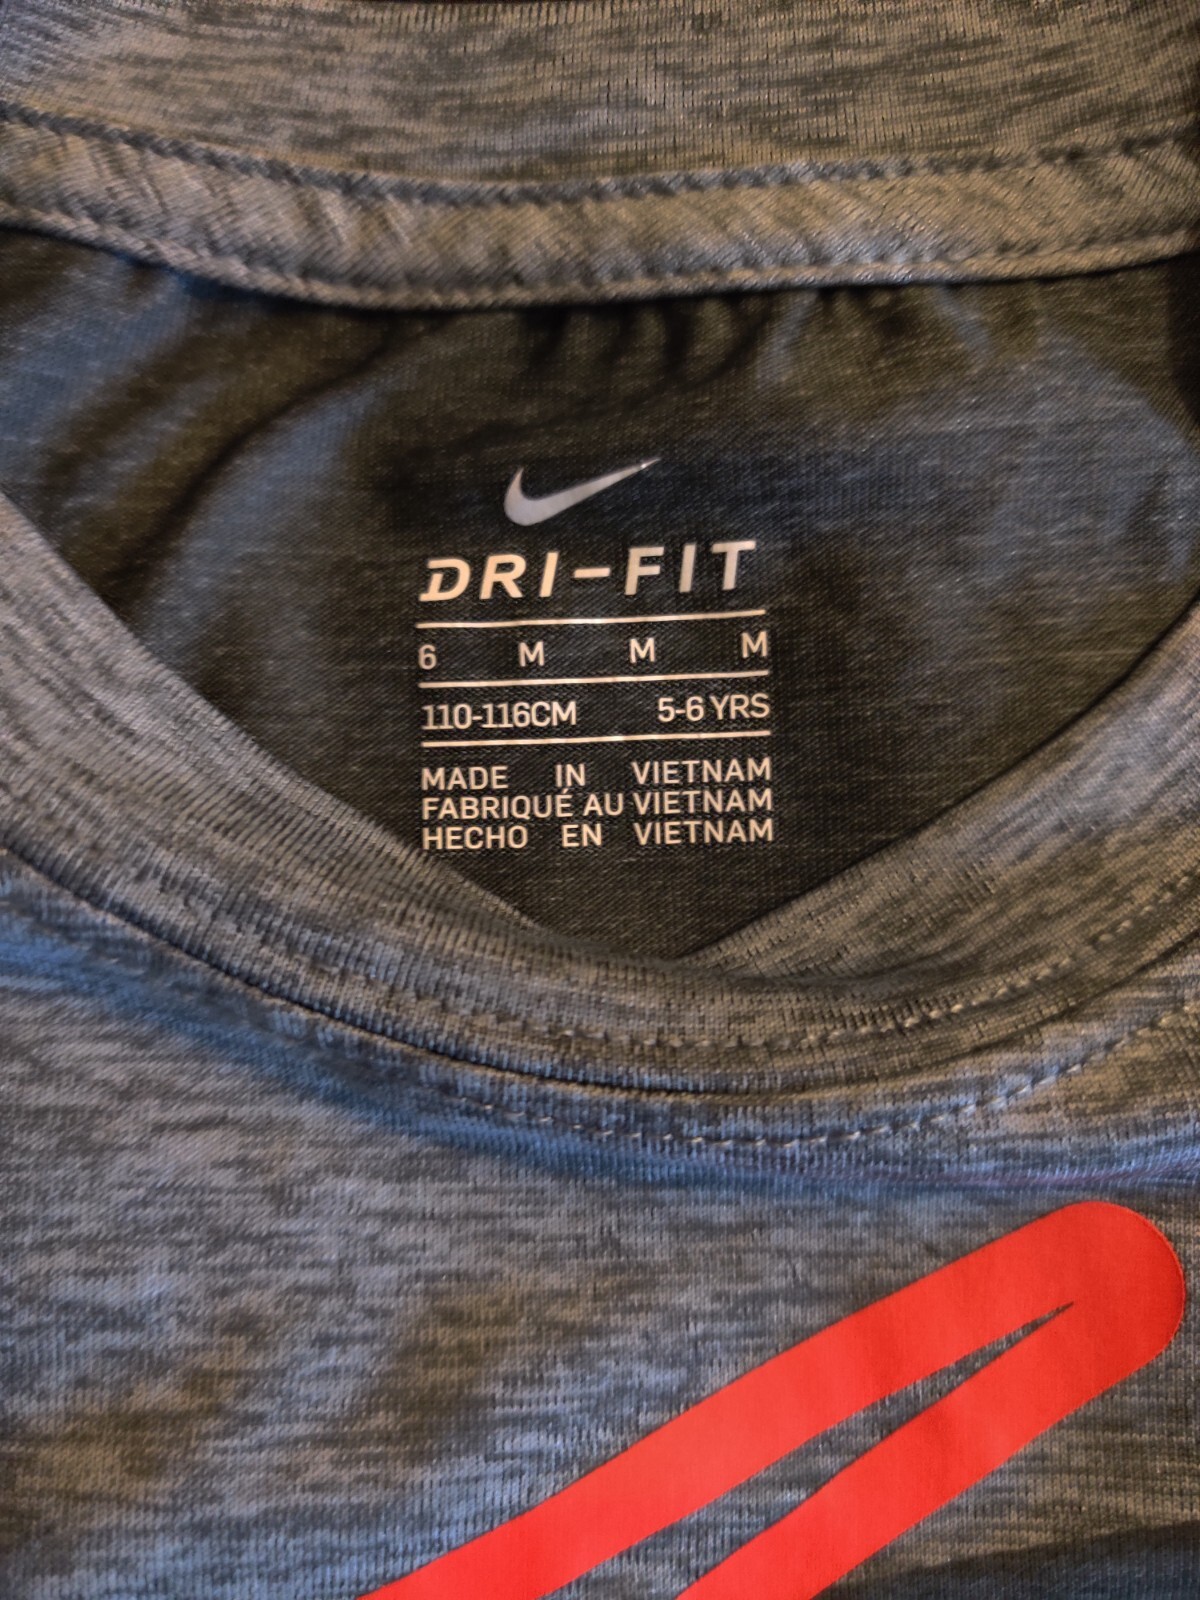 DRI-FIT
6 M M M
110-116CM 5-6 YRS
MADE IN VIETNAM
FABRIQUÉ AU VIETNAM
HECHO EN VIETNAM